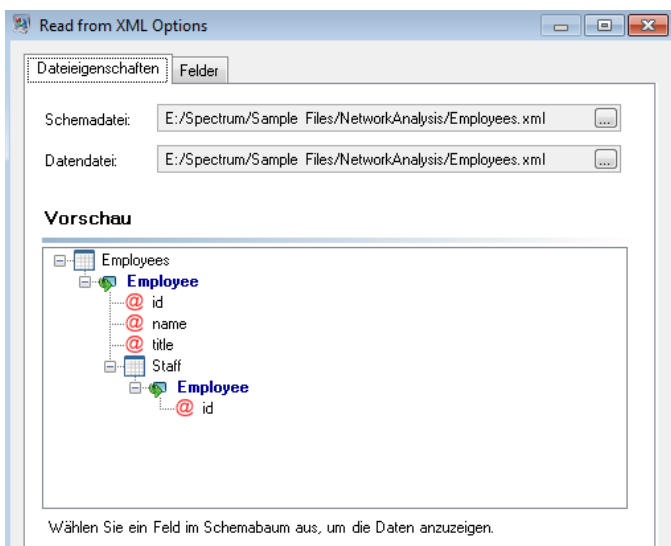 Read from XML Options
Dateieigenschaften Felder
Schemadatei: E:/Spectrum/Sample Files/NetworkAnalysis/Employees.xml ...
Datendatei: E:/Spectrum/Sample Files/NetworkAnalysis/Employees.xml ...
Vorschau
Employees
Employee
@ id
@ name
@ title
Staff
Employee
@ id
Wählen Sie ein Feld im Schemabaum aus, um die Daten anzuzeigen.